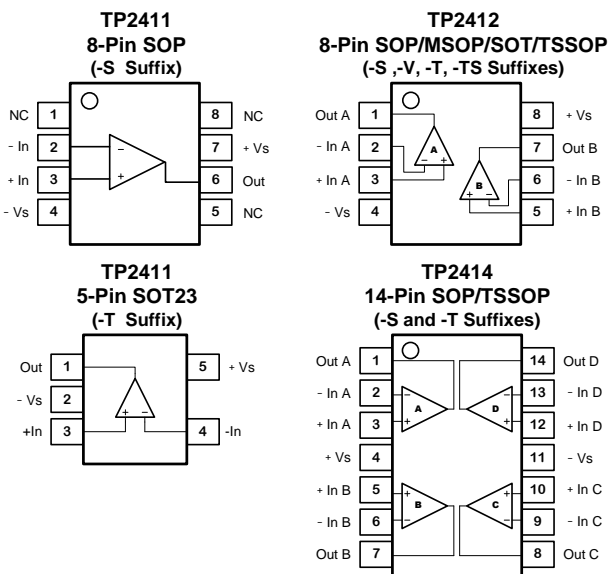 TP2411
8-Pin SOP
(-S Suffix)
NC 1 8 NC
- In 2 7 + Vs
+ In 3 6 Out
- Vs 4 5 NC
− +
TP2412
8-Pin SOP/MSOP/SOT/TSSOP
(-S ,-V, -T, -TS Suffixes)
Out A 1 8 + Vs
- In A 2 7 Out B
+ In A 3 6 - In B
- Vs 4 5 + In B
A − +
B + −
TP2411
5-Pin SOT23
(-T Suffix)
Out 1 5 + Vs
- Vs 2
+In 3 4 -In
+ −
TP2414
14-Pin SOP/TSSOP
(-S and -T Suffixes)
Out A 1 14 Out D
- In A 2 − − 13 - In D
A D
+ In A 3 + + 12 + In D
+ Vs 4 11 - Vs
+ In B 5 + + 10 + In C
B C
- In B 6 − − 9 - In C
Out B 7 8 Out C